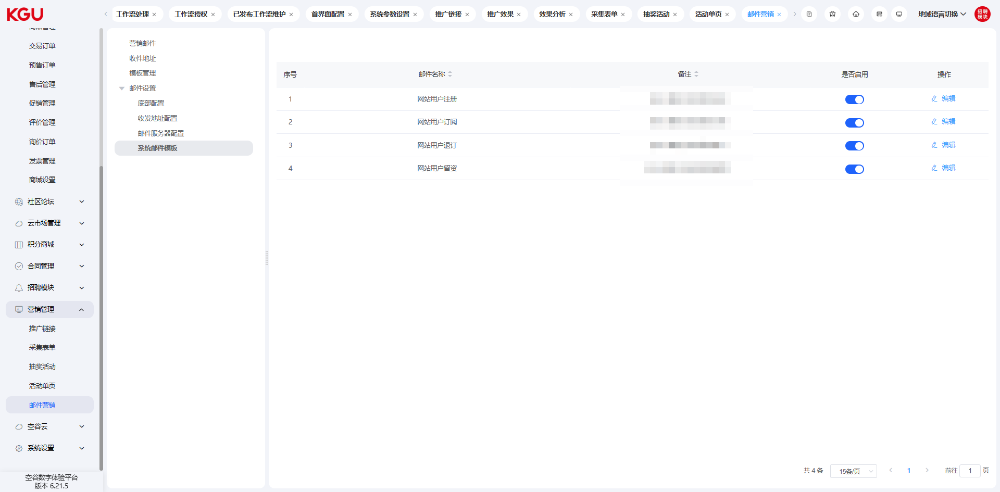 KGU
工作流处理 × 工作流授权 × 已发布工作流维护 × 首界面配置 × 系统参数设置 × 推广链接 × 推广效果 × 效果分析 × 采集表单 × 抽奖活动 × 活动单页 × 邮件营销 × 地域语言切换
招聘
模块
交易订单
预售订单
售后管理
促销管理
评价管理
询价订单
发票管理
商城设置
社区论坛
云市场管理
积分商城
合同管理
招聘模块
营销管理
推广链接
采集表单
抽奖活动
活动单页
邮件营销
空谷云
系统设置
空谷数字体验平台
版本 6.21.5
营销邮件
收件地址
模板管理
邮件设置
底部配置
收发地址配置
邮件服务器配置
系统邮件模板
序号 邮件名称 备注 是否启用 操作
1 网站用户注册 编辑
2 网站用户订阅 编辑
3 网站用户退订 编辑
4 网站用户留资 编辑
共 4 条 15条/页 1 前往 1 页